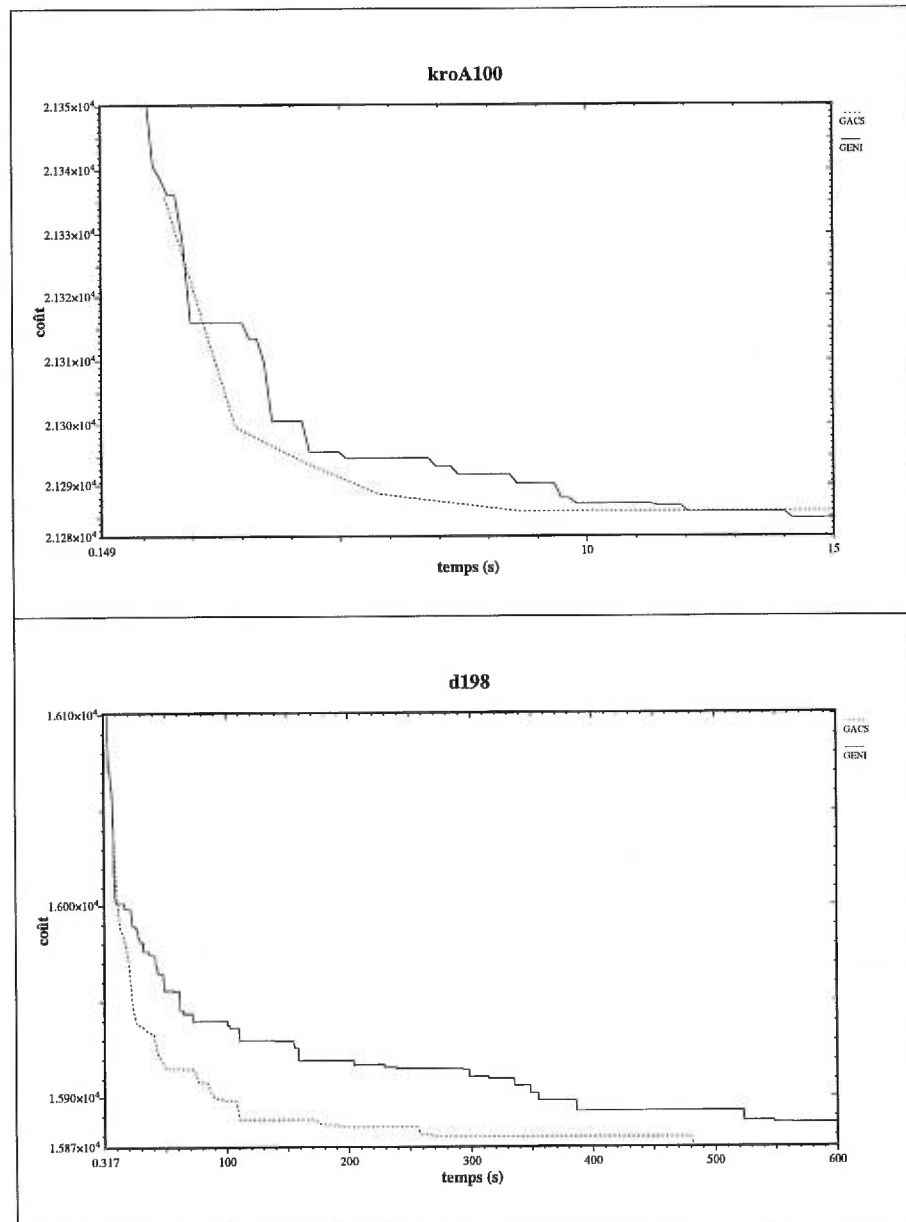 kroA100
2.135×10⁴
2.134×10⁴
2.133×10⁴
2.132×10⁴
2.131×10⁴
2.130×10⁴
2.129×10⁴
2.128×10⁴
coût
0.149
10
15
temps (s)
GACS
GENI
d198
1.610×10⁴
1.600×10⁴
1.590×10⁴
1.587×10⁴
coût
0.317
100
200
300
400
500
600
temps (s)
GACS
GENI